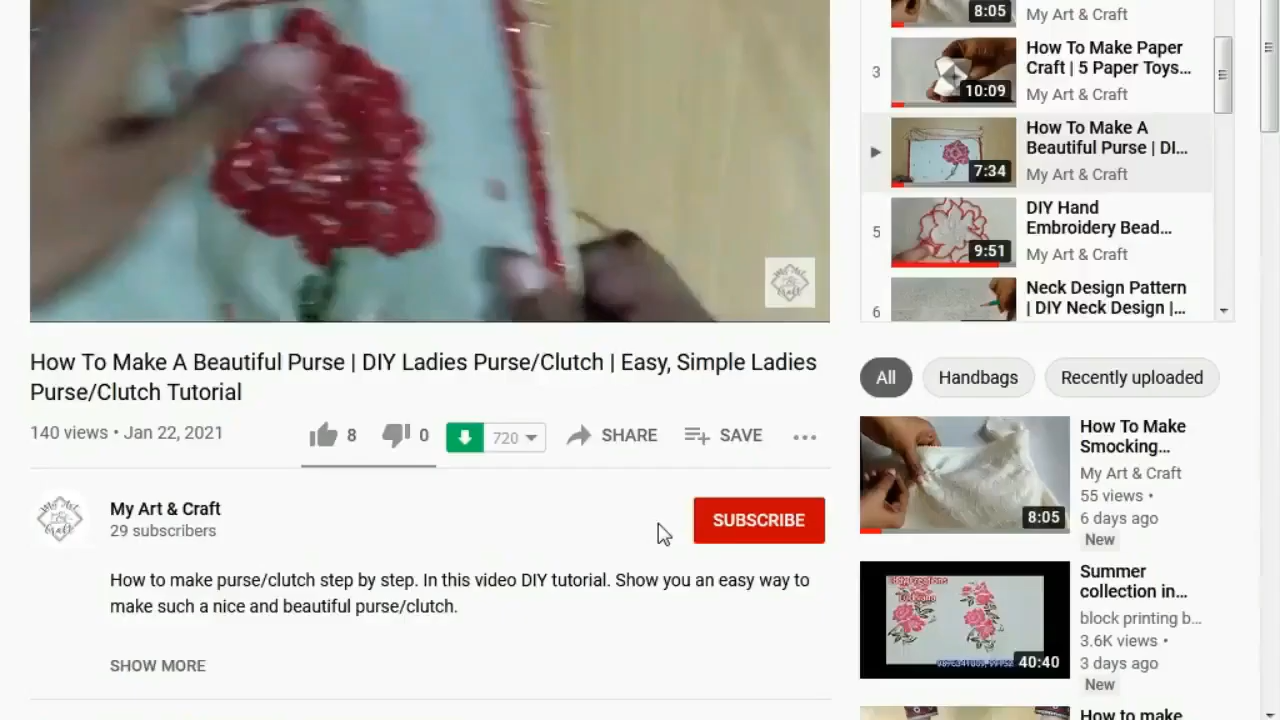 8:05
My Art & Craft
3
10:09
How To Make Paper
Craft | 5 Paper Toys...
My Art & Craft
7:34
How To Make A
Beautiful Purse | DI...
My Art & Craft
5
9:51
DIY Hand
Embroidery Bead...
My Art & Craft
6
Neck Design Pattern
| DIY Neck Design |...
My Art & Craft
How To Make A Beautiful Purse | DIY Ladies Purse/Clutch | Easy, Simple Ladies
Purse/Clutch Tutorial
140 views • Jan 22, 2021
8
0
720
SHARE
SAVE
My Art & Craft
My Art & Craft
29 subscribers
SUBSCRIBE
How to make purse/clutch step by step. In this video DIY tutorial. Show you an easy way to
make such a nice and beautiful purse/clutch.
SHOW MORE
All
Handbags
Recently uploaded
8:05
How To Make
Smocking...
My Art & Craft
55 views •
6 days ago
New
40:40
Summer
collection in...
block printing b...
3.6K views •
3 days ago
New
How to make